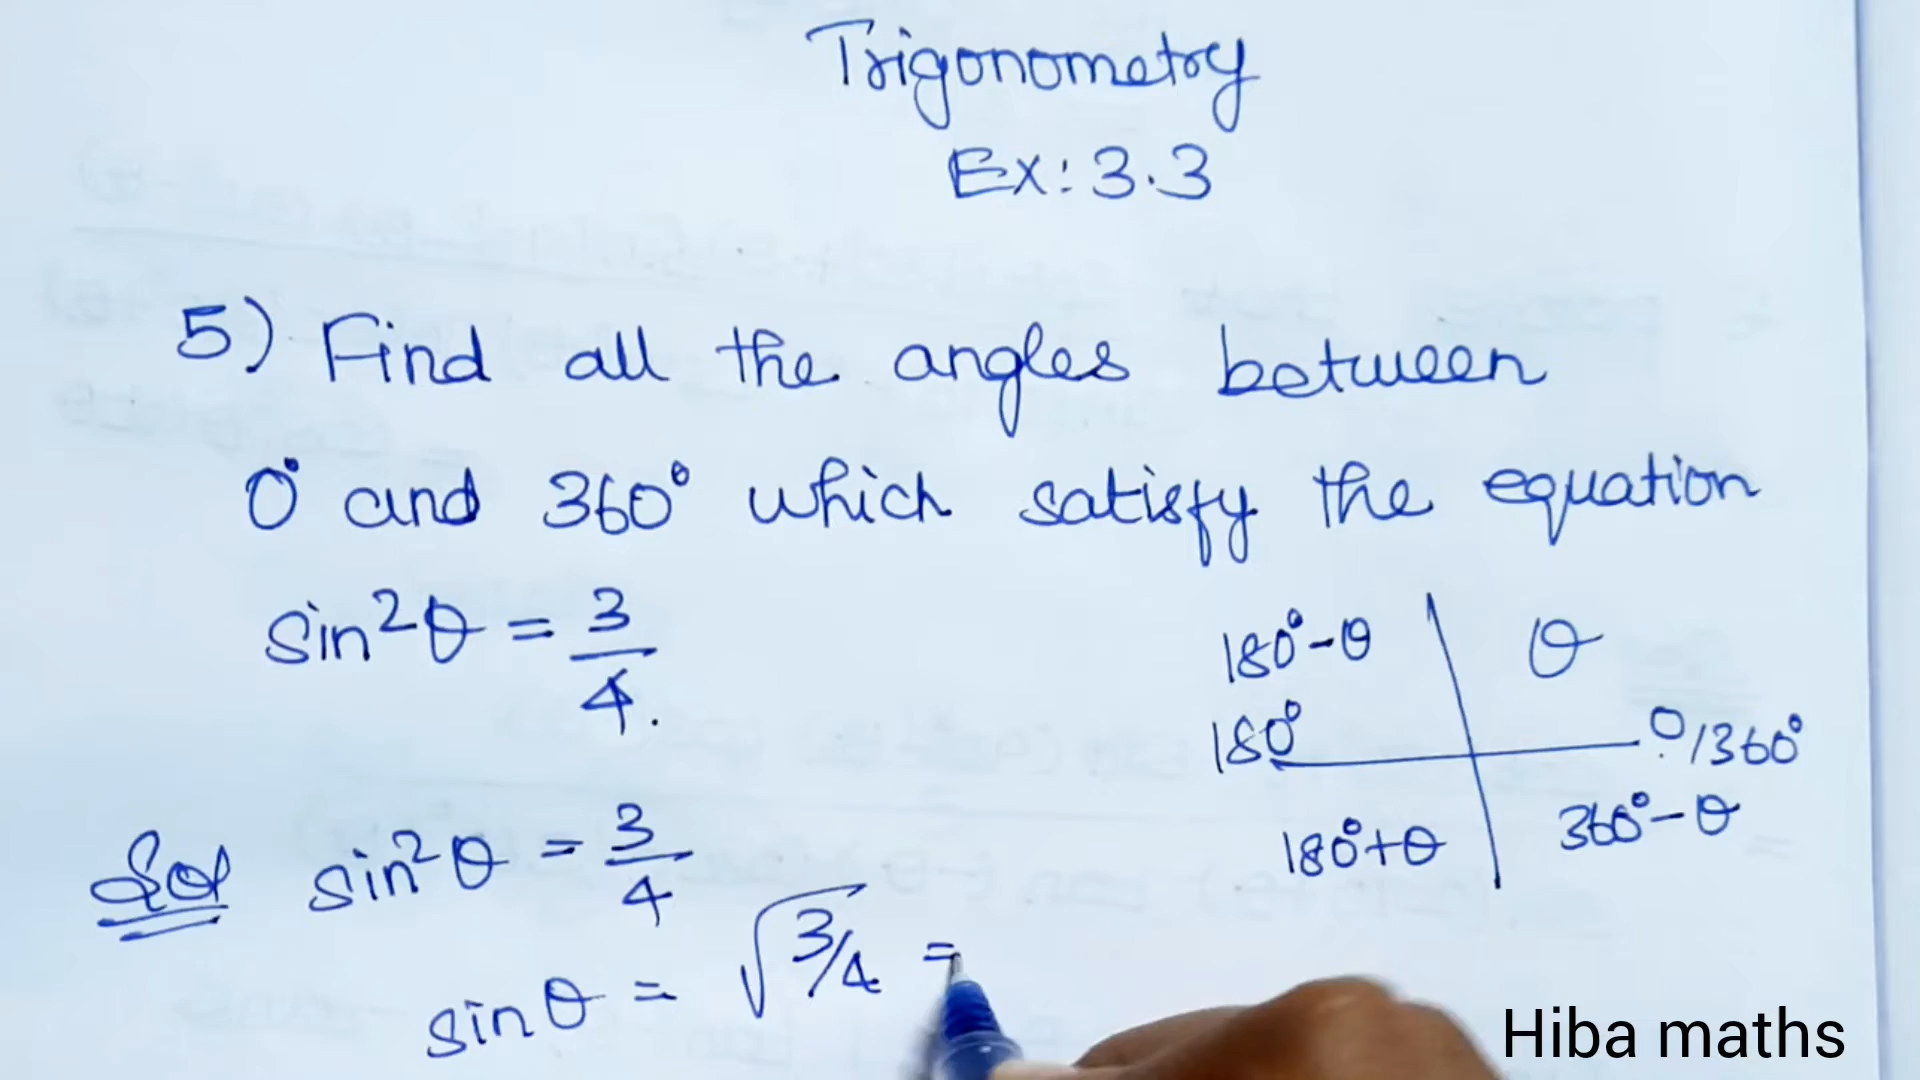 Trigonometry
Ex: 3.3
5) Find all the angles between
0° and 360° which satisfy the equation
sin²θ = 3/4.
180°-θ θ
180° 0/360°
180°+θ 360°-θ
Sol sin²θ = 3/4
sinθ = √3/4 =
Hiba maths